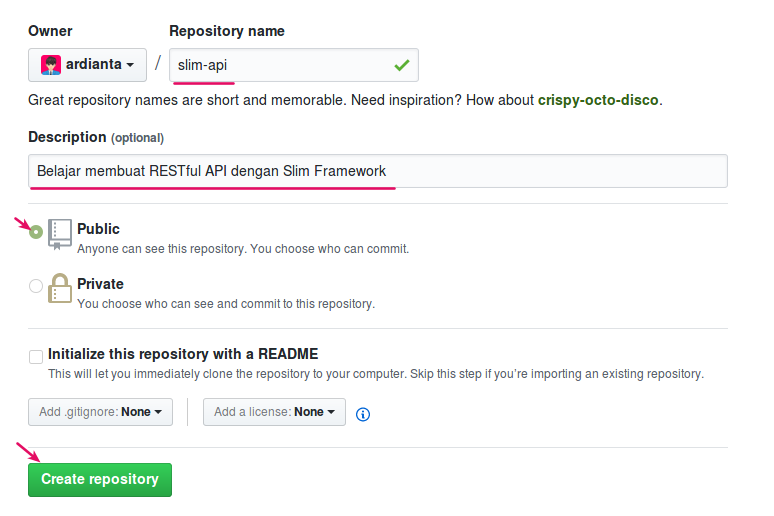 Owner
Repository name
ardianta / slim-api
Great repository names are short and memorable. Need inspiration? How about crispy-octo-disco.
Description (optional)
Belajar membuat RESTful API dengan Slim Framework
Public
Anyone can see this repository. You choose who can commit.
Private
You choose who can see and commit to this repository.
Initialize this repository with a README
This will let you immediately clone the repository to your computer. Skip this step if you’re importing an existing repository.
Add .gitignore: None
Add a license: None
Create repository